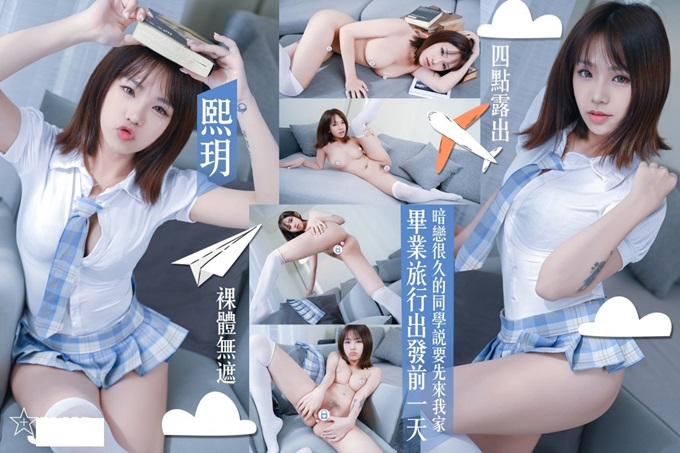 熙玥
裸體無遮
四點露出
暗戀很久的同學說要先來我家
畢業旅行出發前一天